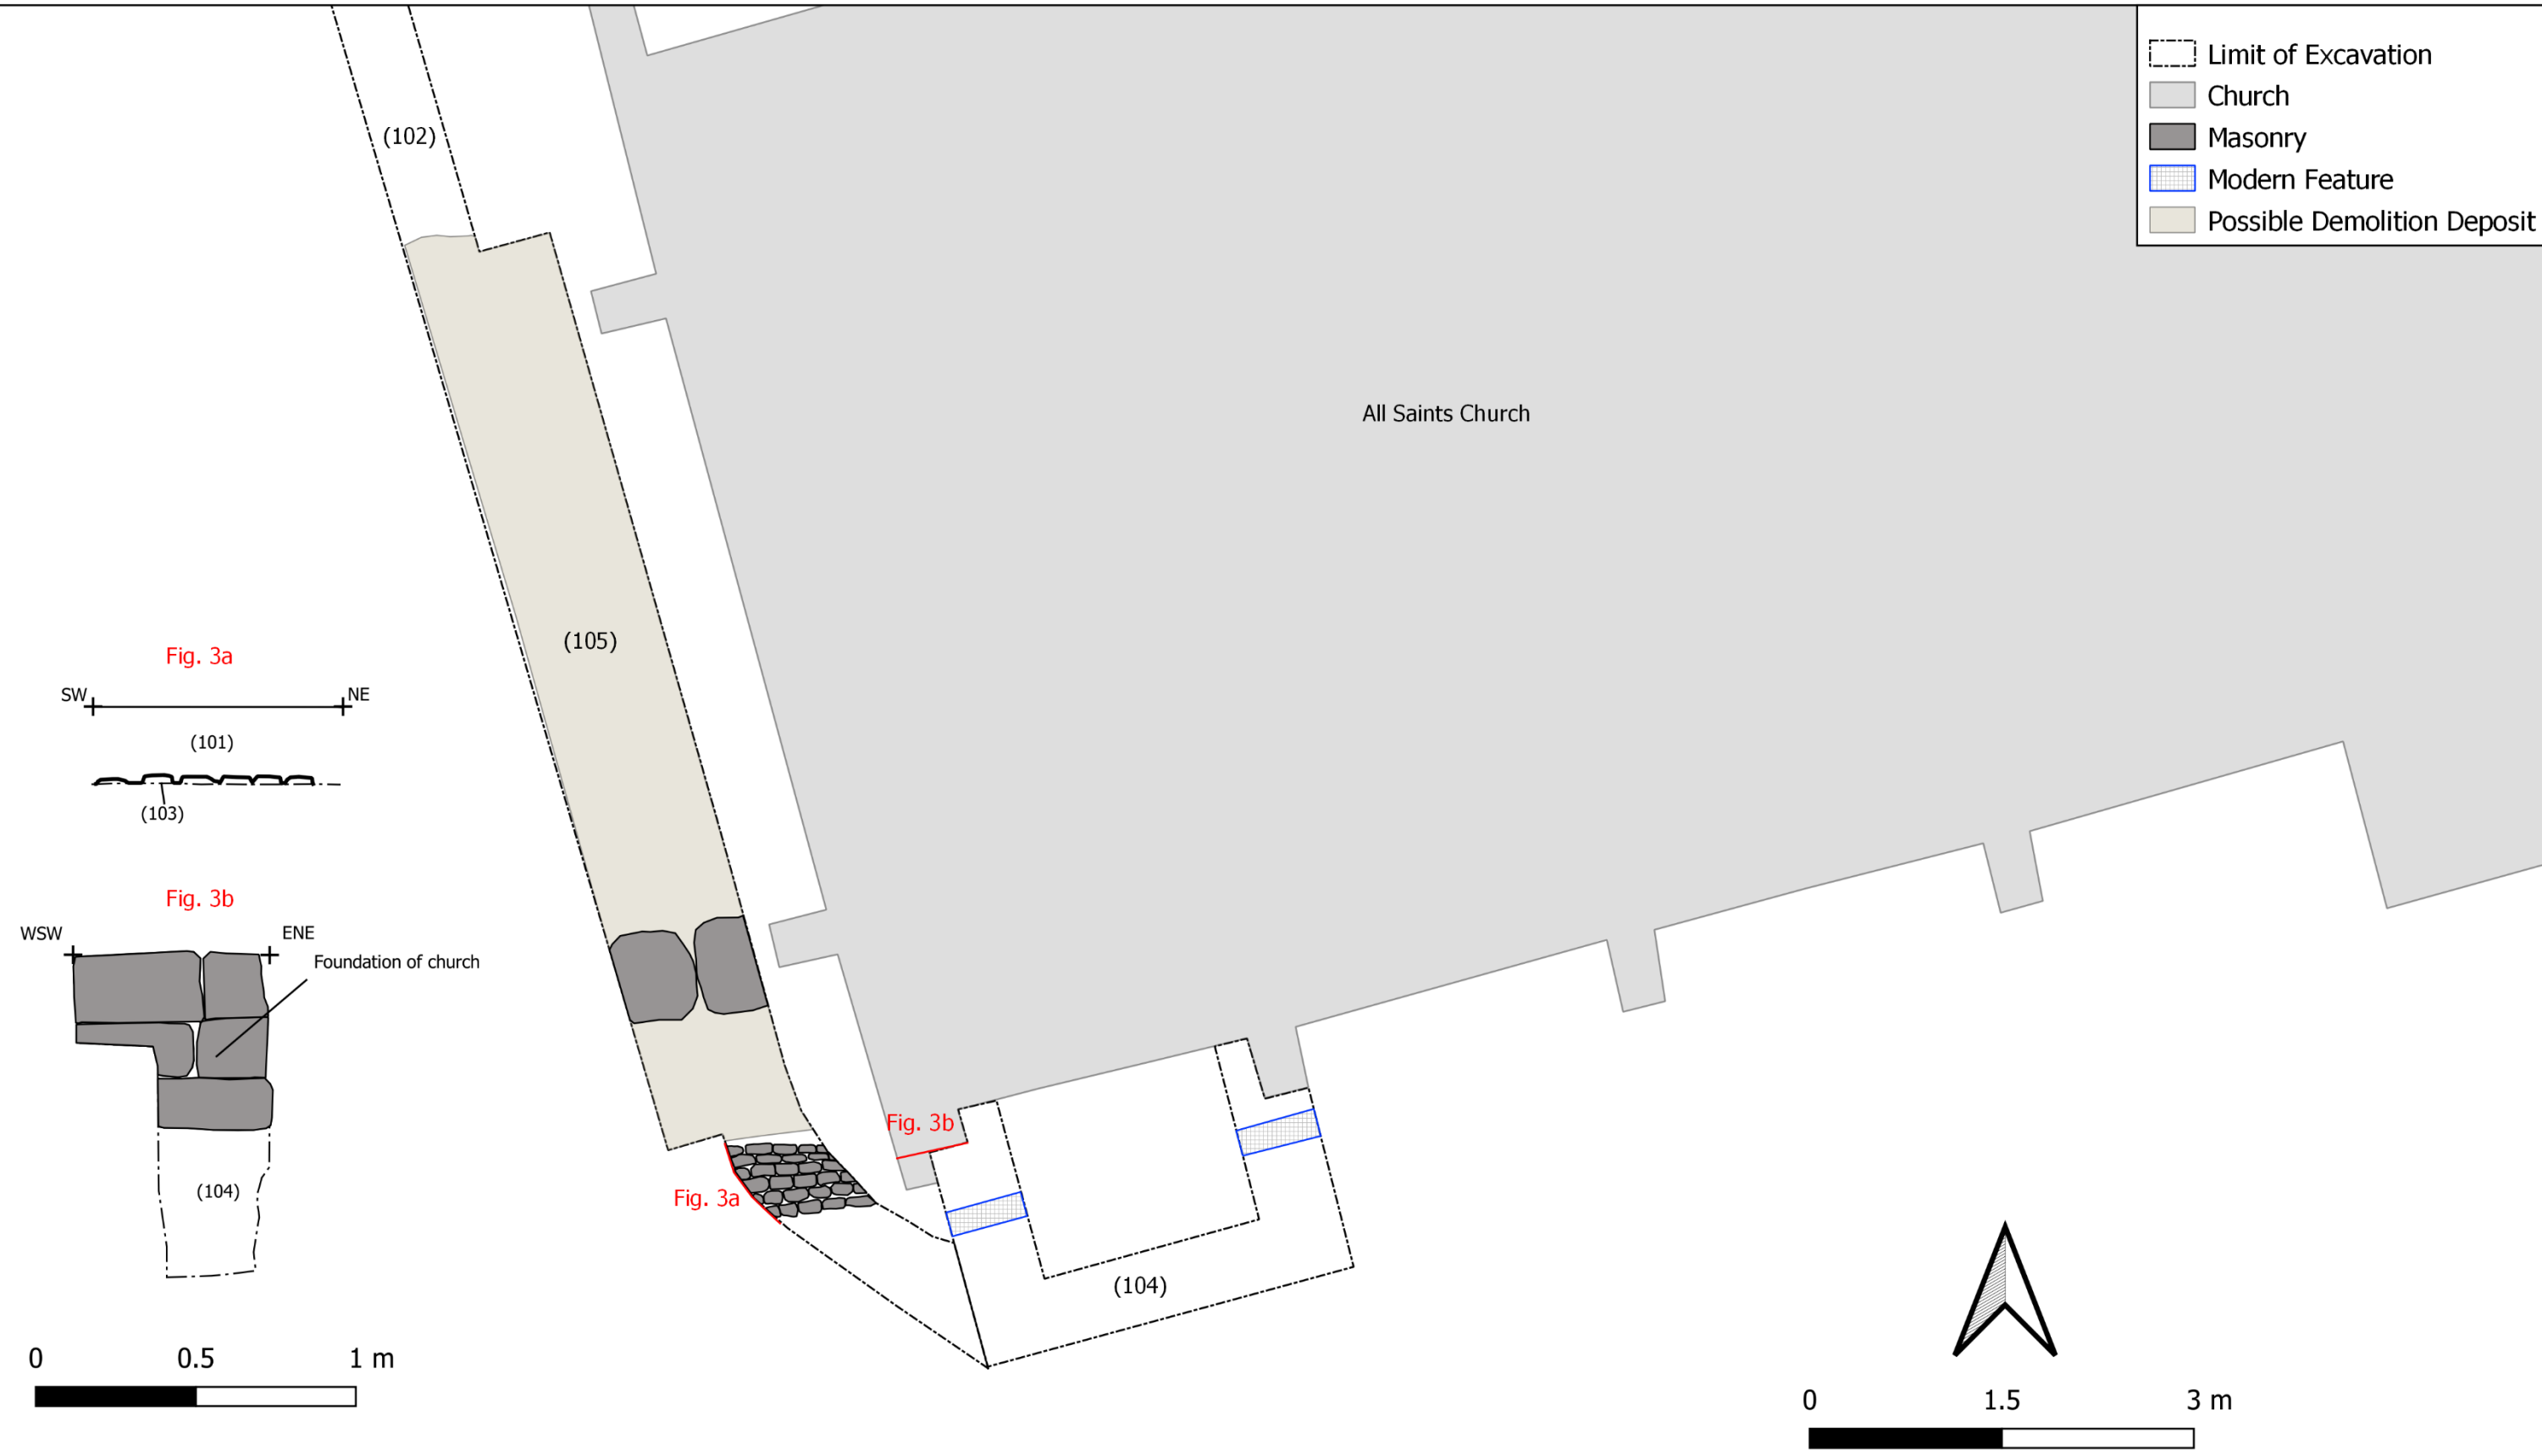 Limit of Excavation
Church
Masonry
Modern Feature
Possible Demolition Deposit
(102)
All Saints Church
(105)
Fig. 3a
SW
NE
(101)
(103)
Fig. 3b
WSW
ENE
Foundation of church
(104)
Fig. 3b
Fig. 3a
(104)
0 0.5 1 m
0 1.5 3 m